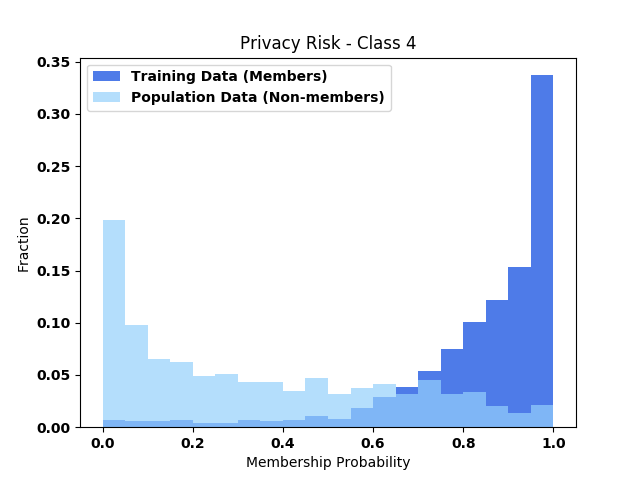 Privacy Risk - Class 4
Training Data (Members)
Population Data (Non-members)
Fraction
0.35
0.30
0.25
0.20
0.15
0.10
0.05
0.00
0.0 0.2 0.4 0.6 0.8 1.0
Membership Probability